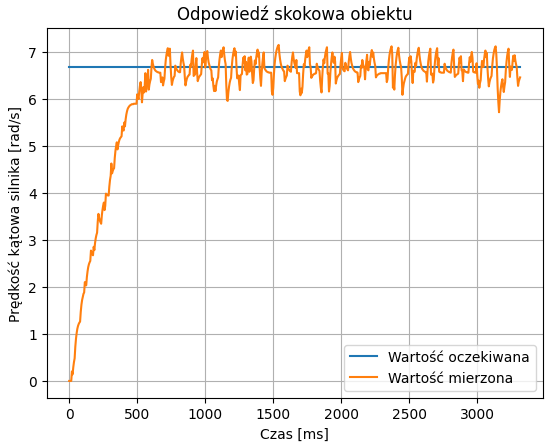 Odpowiedź skokowa obiektu
Prędkość kątowa silnika [rad/s]
7
6
5
4
3
2
1
0
0 500 1000 1500 2000 2500 3000
Czas [ms]
Wartość oczekiwana
Wartość mierzona